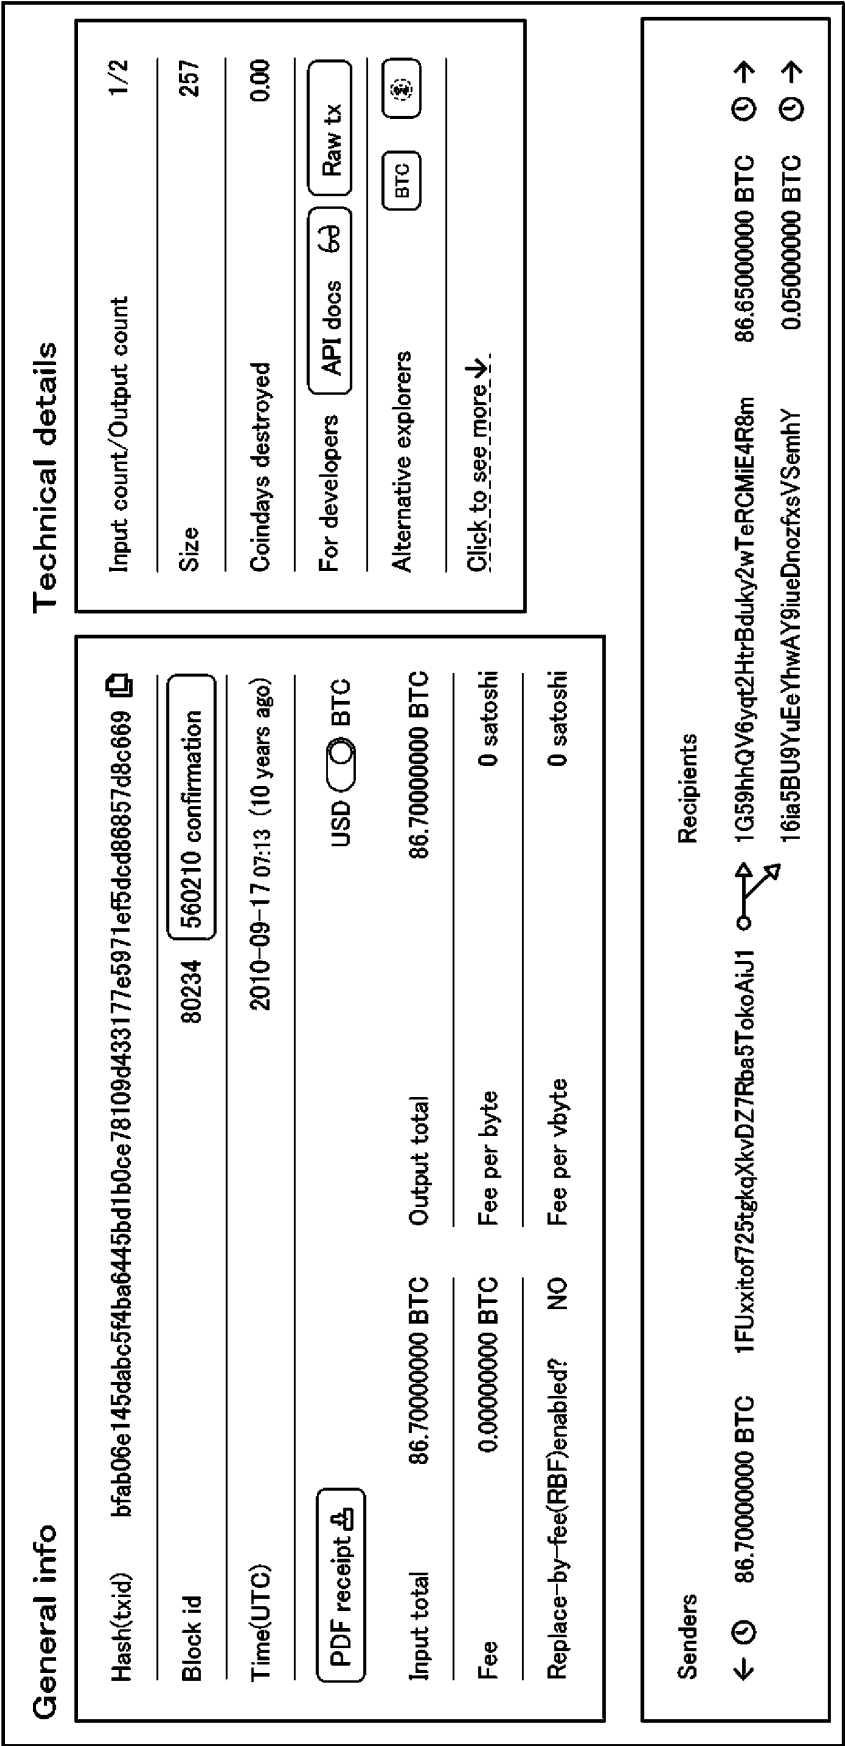 General info
Hash(txid) bfab06e145dabc5f4ba6445bd1b0ce78109d433177e5971ef5dcd86857d8c669
Block id 80234 560210 confirmation
Time(UTC) 2010-09-17 07:13 (10 years ago)
PDF receipt USD BTC
Input total 86.70000000 BTC Output total 86.70000000 BTC
Fee 0.00000000 BTC Fee per byte 0 satoshi
Replace-by-fee(RBF)enabled? NO Fee per vbyte 0 satoshi
Technical details
Input count/Output count 1/2
Size 257
Coindays destroyed 0.00
For developers API docs Raw tx
Alternative explorers BTC
Click to see more ↓
Senders Recipients
← 86.70000000 BTC 1FUxxitof725tgkqXkvDZ7Rba5TokoAiJ1 1G59hhQV6yqt2HtrBduky2wTeRCMiE4R8m 86.65000000 BTC →
16ia5BU9YuEeYhwAY9iueDnozfxsVSemhY 0.05000000 BTC →